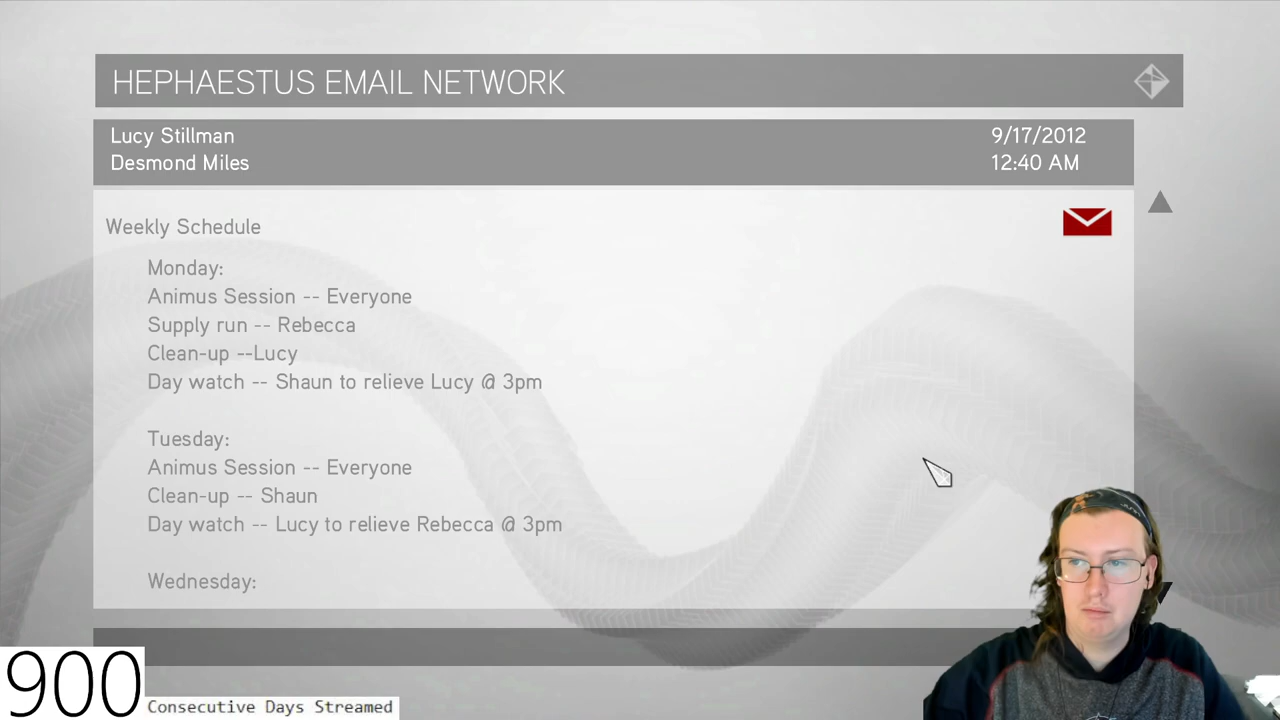 HEPHAESTUS EMAIL NETWORK
Lucy Stillman 9/17/2012
Desmond Miles 12:40 AM
Weekly Schedule
Monday:
Animus Session -- Everyone
Supply run -- Rebecca
Clean-up --Lucy
Day watch -- Shaun to relieve Lucy @ 3pm
Tuesday:
Animus Session -- Everyone
Clean-up -- Shaun
Day watch -- Lucy to relieve Rebecca @ 3pm
Wednesday:
900 Consecutive Days Streamed